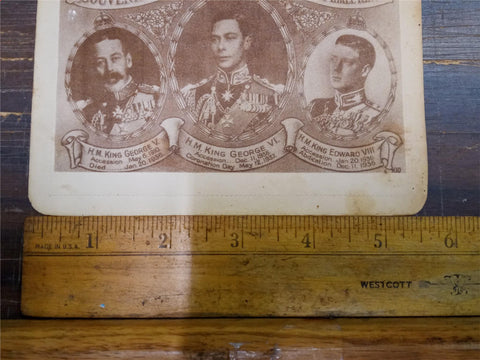 SOUVENIR
H.M. KING GEORGE V.
Accession May 6, 1910.
Died Jan 20, 1936.
H.M. KING GEORGE VI.
Accession Dec. 11, 1936.
Coronation Day May 12, 1937.
H.M. KING EDWARD VIII
Accession Jan 20 1936.
Abdication, Dec. 11, 1936.
1 2 3 4 5 6
MADE IN U.S.A.
WESTCOTT